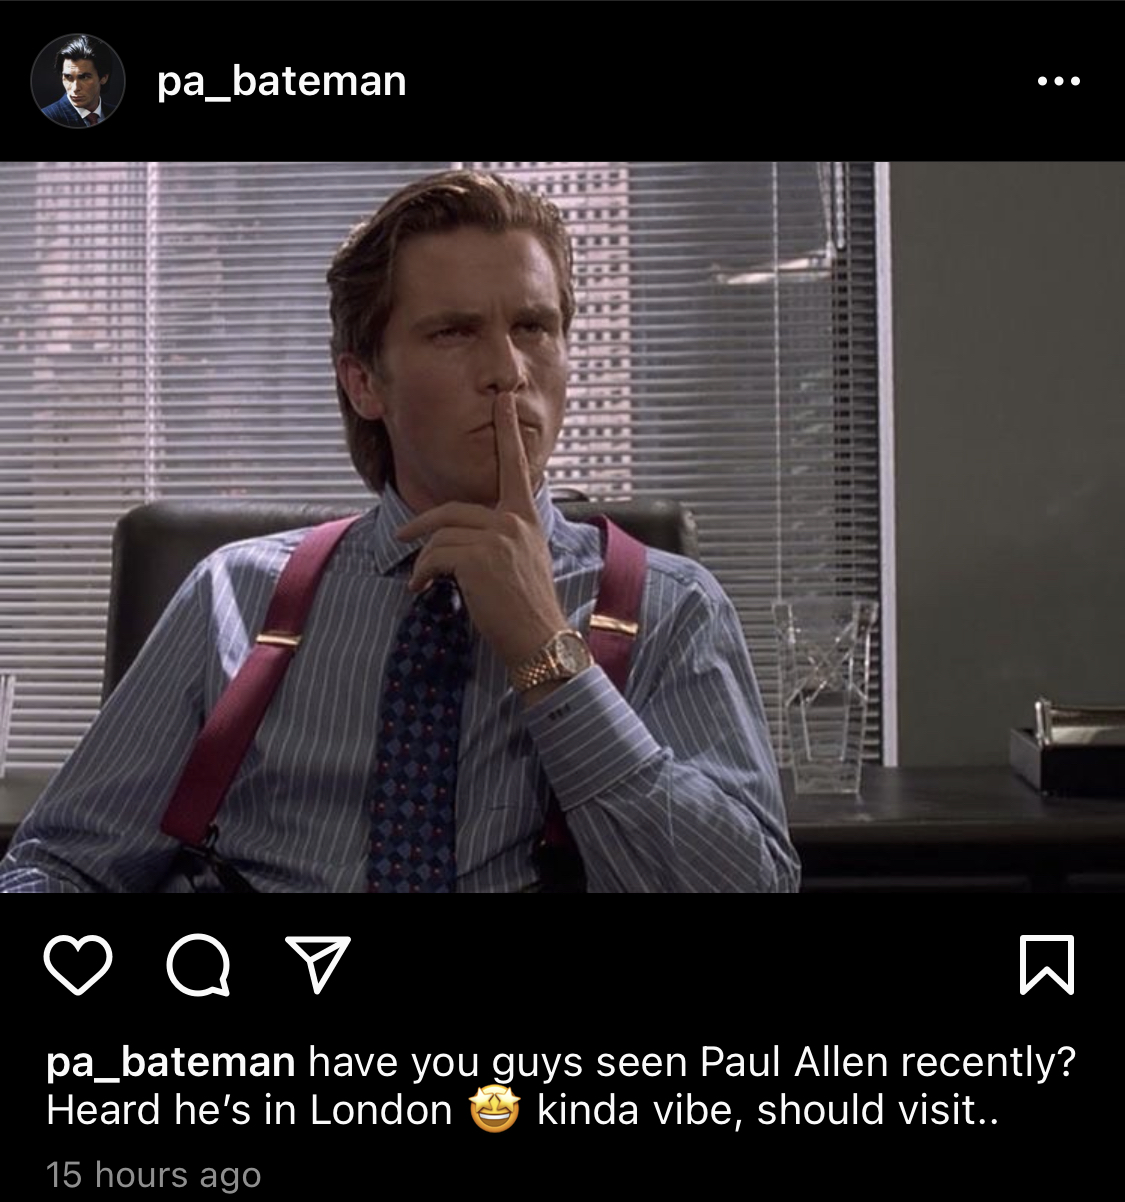 pa_bateman
pa_bateman have you guys seen Paul Allen recently?
Heard he’s in London 🤩 kinda vibe, should visit..
15 hours ago